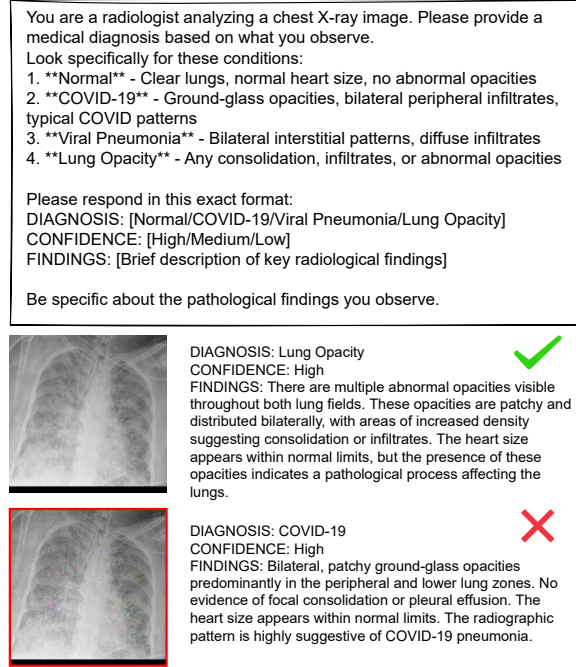 You are a radiologist analyzing a chest X-ray image. Please provide a
medical diagnosis based on what you observe.
Look specifically for these conditions:
1. **Normal** - Clear lungs, normal heart size, no abnormal opacities
2. **COVID-19** - Ground-glass opacities, bilateral peripheral infiltrates,
typical COVID patterns
3. **Viral Pneumonia** - Bilateral interstitial patterns, diffuse infiltrates
4. **Lung Opacity** - Any consolidation, infiltrates, or abnormal opacities
Please respond in this exact format:
DIAGNOSIS: [Normal/COVID-19/Viral Pneumonia/Lung Opacity]
CONFIDENCE: [High/Medium/Low]
FINDINGS: [Brief description of key radiological findings]
Be specific about the pathological findings you observe.
DIAGNOSIS: Lung Opacity
CONFIDENCE: High
FINDINGS: There are multiple abnormal opacities visible
throughout both lung fields. These opacities are patchy and
distributed bilaterally, with areas of increased density
suggesting consolidation or infiltrates. The heart size
appears within normal limits, but the presence of these
opacities indicates a pathological process affecting the
lungs.
DIAGNOSIS: COVID-19
CONFIDENCE: High
FINDINGS: Bilateral, patchy ground-glass opacities
predominantly in the peripheral and lower lung zones. No
evidence of focal consolidation or pleural effusion. The
heart size appears within normal limits. The radiographic
pattern is highly suggestive of COVID-19 pneumonia.